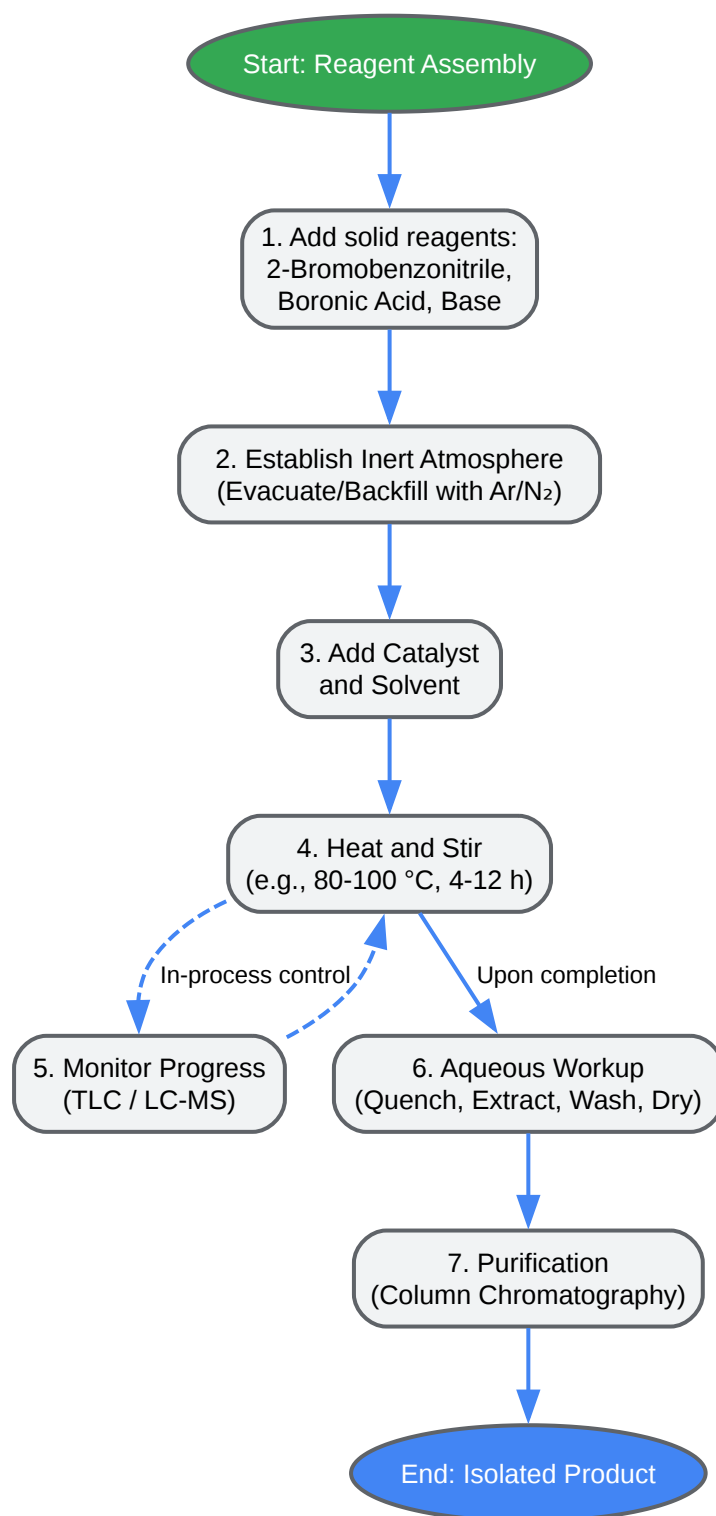 Start: Reagent Assembly
1. Add solid reagents:
2-Bromobenzonitrile,
Boronic Acid, Base
2. Establish Inert Atmosphere
(Evacuate/Backfill with Ar/N₂)
3. Add Catalyst
and Solvent
4. Heat and Stir
(e.g., 80-100 °C, 4-12 h)
In-process control
Upon completion
5. Monitor Progress
(TLC / LC-MS)
6. Aqueous Workup
(Quench, Extract, Wash, Dry)
7. Purification
(Column Chromatography)
End: Isolated Product